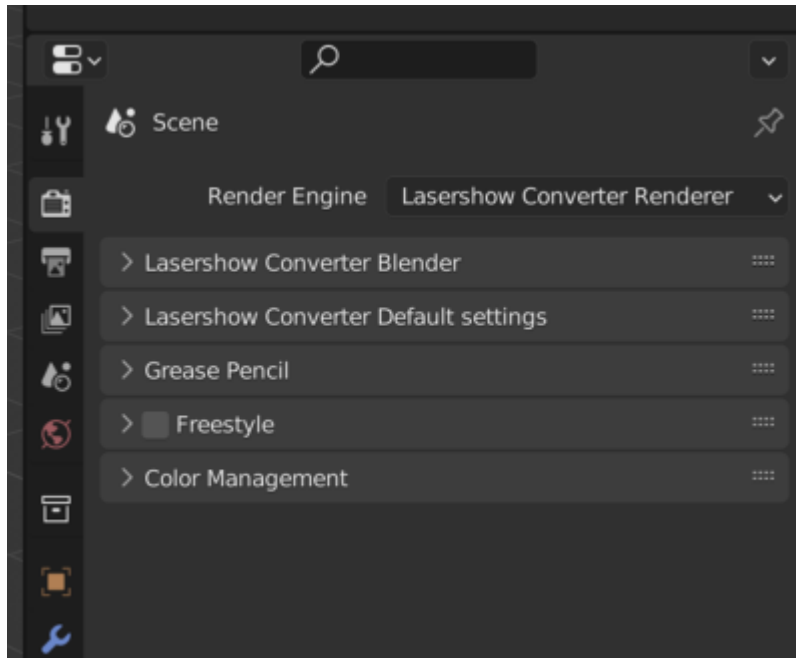 Scene
Render Engine Lasershow Converter Renderer
Lasershow Converter Blender
Lasershow Converter Default settings
Grease Pencil
Freestyle
Color Management